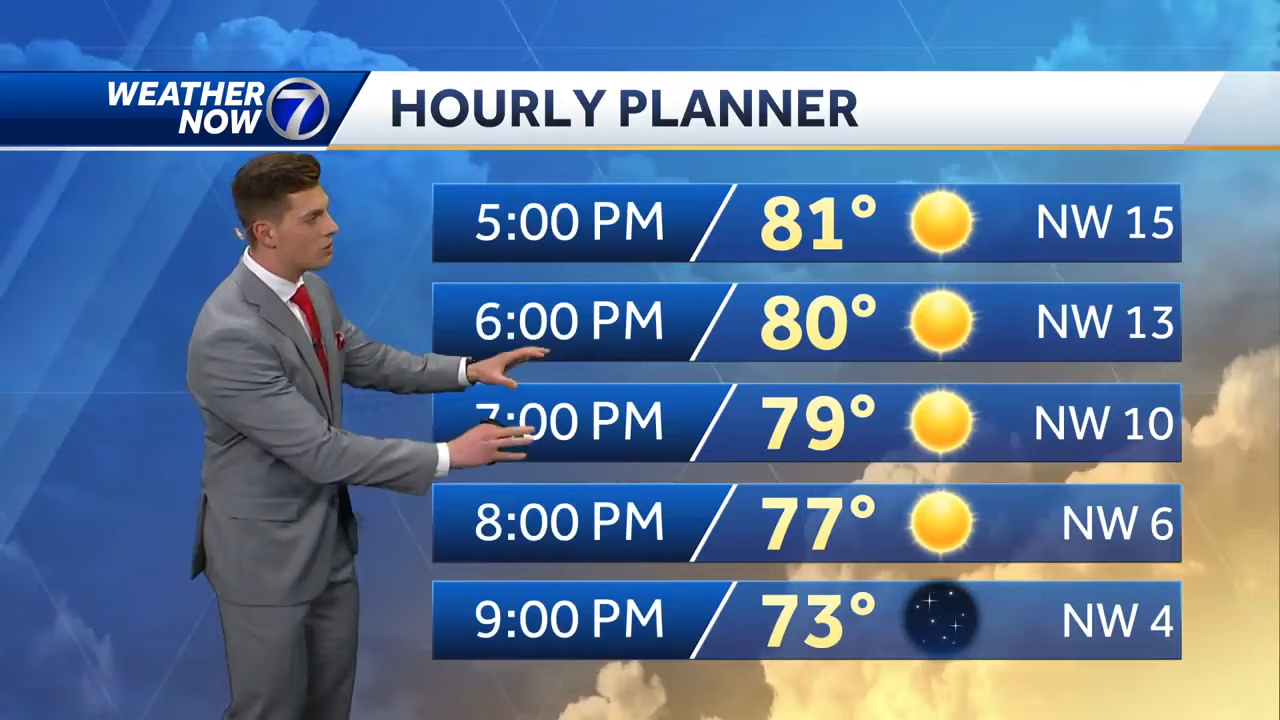 WEATHER
NOW 7
HOURLY PLANNER
5:00 PM 81° NW 15
6:00 PM 80° NW 13
7:00 PM 79° NW 10
8:00 PM 77° NW 6
9:00 PM 73° NW 4